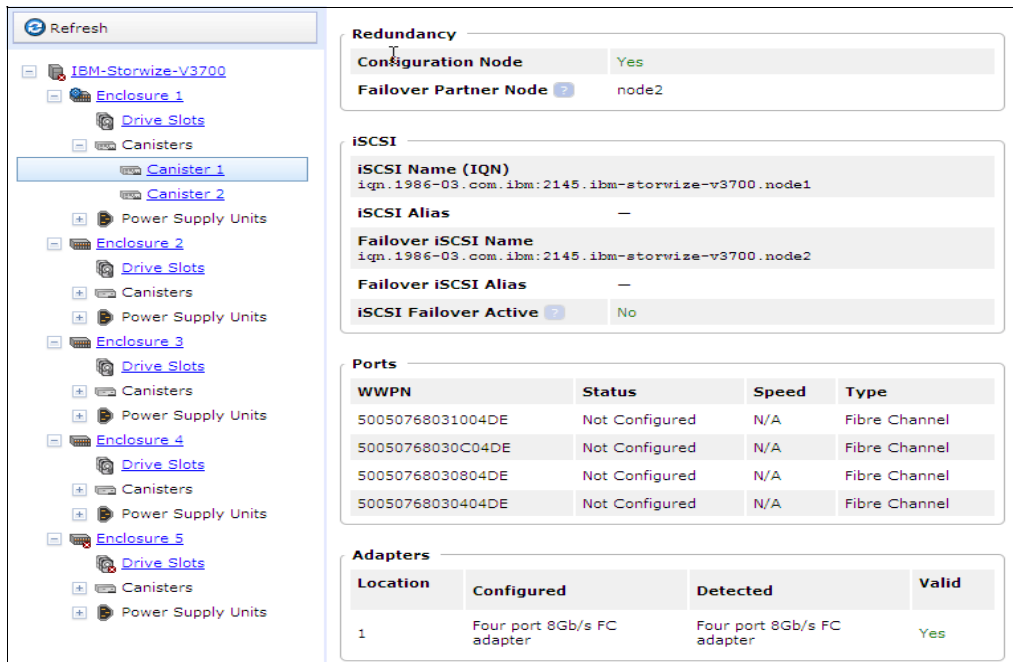 Refresh
IBM-Storwize-V3700
Enclosure 1
Drive Slots
Canisters
Canister 1
Canister 2
Power Supply Units
Enclosure 2
Drive Slots
Canisters
Power Supply Units
Enclosure 3
Drive Slots
Canisters
Power Supply Units
Enclosure 4
Drive Slots
Canisters
Power Supply Units
Enclosure 5
Drive Slots
Canisters
Power Supply Units
Redundancy
Configuration Node Yes
Failover Partner Node ? node2
iSCSI
iSCSI Name (IQN)
iqn.1986-03.com.ibm:2145.ibm-storwize-v3700.node1
iSCSI Alias —
Failover iSCSI Name
iqn.1986-03.com.ibm:2145.ibm-storwize-v3700.node2
Failover iSCSI Alias —
iSCSI Failover Active ? No
Ports
WWPN Status Speed Type
50050768031004DE Not Configured N/A Fibre Channel
50050768030C04DE Not Configured N/A Fibre Channel
50050768030804DE Not Configured N/A Fibre Channel
50050768030404DE Not Configured N/A Fibre Channel
Adapters
Location Configured Detected Valid
1 Four port 8Gb/s FC adapter Four port 8Gb/s FC adapter Yes